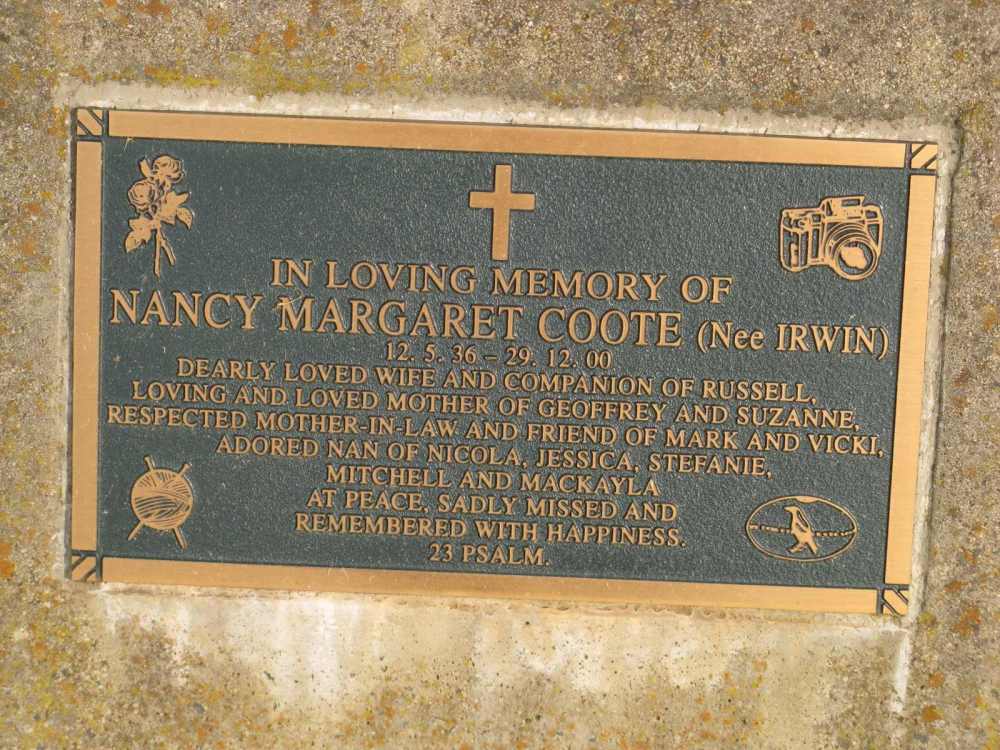 IN LOVING MEMORY OF
NANCY MARGARET COOTE (Nee IRWIN)
12. 5. 36 - 29. 12. 00
DEARLY LOVED WIFE AND COMPANION OF RUSSELL,
LOVING AND LOVED MOTHER OF GEOFFREY AND SUZANNE,
RESPECTED MOTHER-IN-LAW AND FRIEND OF MARK AND VICKI,
ADORED NAN OF NICOLA, JESSICA, STEFANIE,
MITCHELL AND MACKAYLA
AT PEACE, SADLY MISSED AND
REMEMBERED WITH HAPPINESS.
23 PSALM.